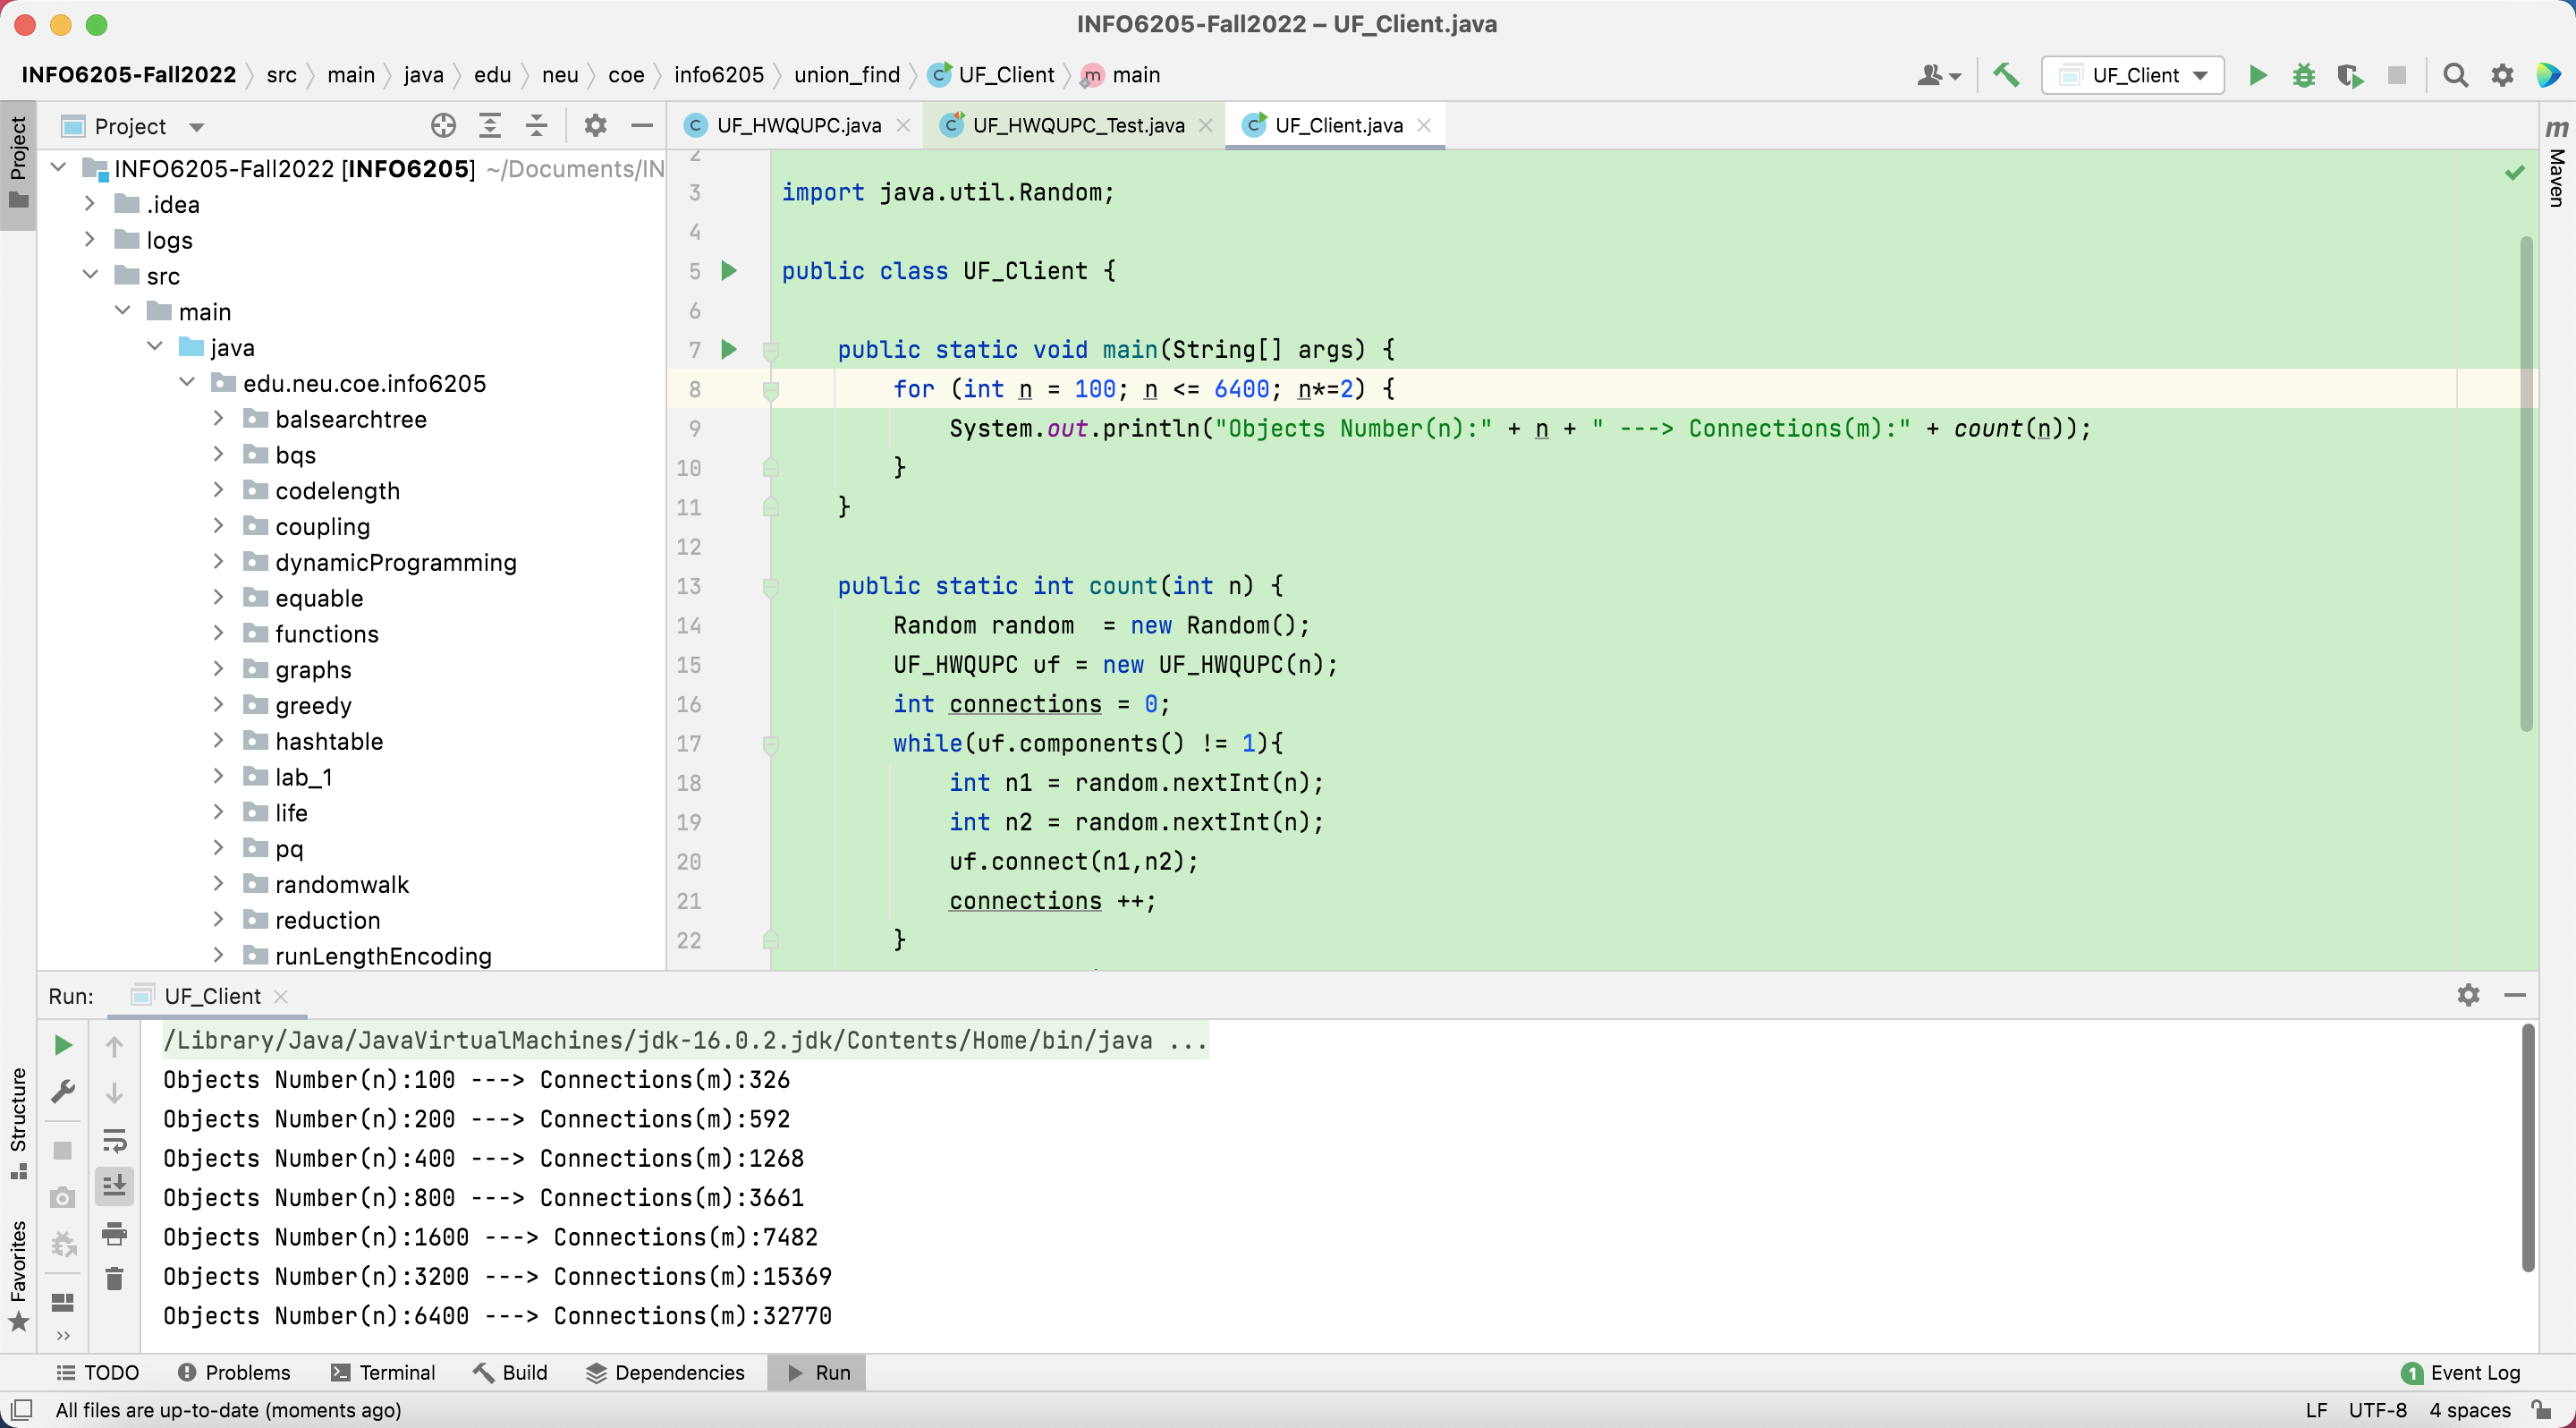 INFO6205-Fall2022 – UF_Client.java
INFO6205-Fall2022 src main java edu neu coe info6205 union_find UF_Client main
UF_Client
Project
UF_HWQUPC.java UF_HWQUPC_Test.java UF_Client.java
Project
INFO6205-Fall2022 [INFO6205] ~/Documents/IN
.idea
logs
src
main
java
edu.neu.coe.info6205
balsearchtree
bqs
codelength
coupling
dynamicProgramming
equable
functions
graphs
greedy
hashtable
lab_1
life
pq
randomwalk
reduction
runLengthEncoding
2
3 import java.util.Random;
4
5 public class UF_Client {
6
7 public static void main(String[] args) {
8 for (int n = 100; n <= 6400; n*=2) {
9 System.out.println("Objects Number(n):" + n + " ---> Connections(m):" + count(n));
10 }
11 }
12
13 public static int count(int n) {
14 Random random  = new Random();
15 UF_HWQUPC uf = new UF_HWQUPC(n);
16 int connections = 0;
17 while(uf.components() != 1){
18 int n1 = random.nextInt(n);
19 int n2 = random.nextInt(n);
20 uf.connect(n1,n2);
21 connections ++;
22 }
m Maven
Run: UF_Client
/Library/Java/JavaVirtualMachines/jdk-16.0.2.jdk/Contents/Home/bin/java ...
Objects Number(n):100 ---> Connections(m):326
Objects Number(n):200 ---> Connections(m):592
Objects Number(n):400 ---> Connections(m):1268
Objects Number(n):800 ---> Connections(m):3661
Objects Number(n):1600 ---> Connections(m):7482
Objects Number(n):3200 ---> Connections(m):15369
Objects Number(n):6400 ---> Connections(m):32770
Structure
Favorites
TODO Problems Terminal Build Dependencies Run 1 Event Log
All files are up-to-date (moments ago) LF UTF-8 4 spaces